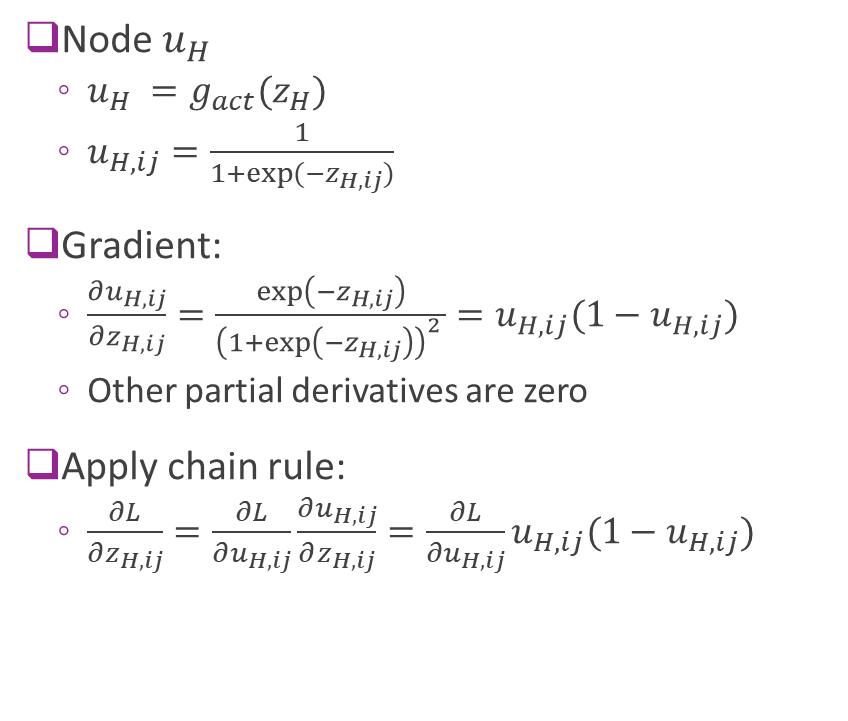 ❑Node u_H
◦ u_H = g_act(z_H)
◦ u_{H,ij} = 1 / (1+exp(−z_{H,ij}))
❑Gradient:
◦ ∂u_{H,ij}/∂z_{H,ij} = exp(−z_{H,ij}) / (1+exp(−z_{H,ij}))² = u_{H,ij}(1 − u_{H,ij})
◦ Other partial derivatives are zero
❑Apply chain rule:
◦ ∂L/∂z_{H,ij} = ∂L/∂u_{H,ij} ∂u_{H,ij}/∂z_{H,ij} = ∂L/∂u_{H,ij} u_{H,ij}(1 − u_{H,ij})